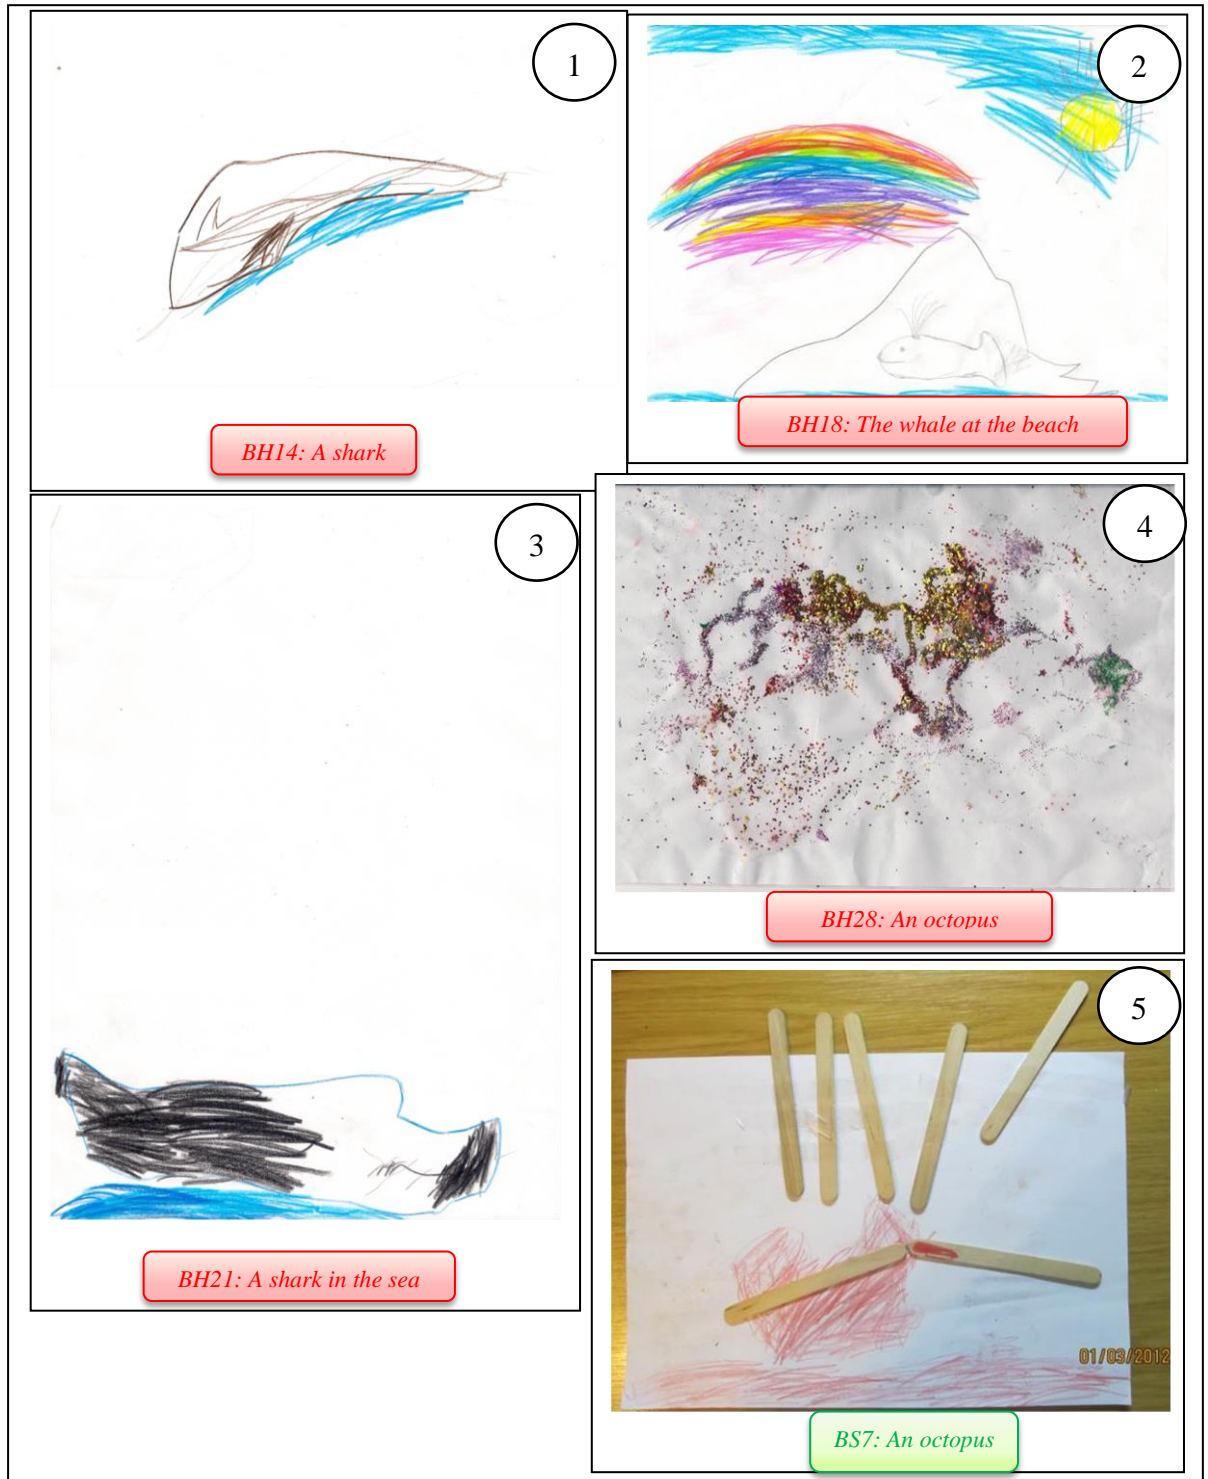 1
BH14: A shark
2
BH18: The whale at the beach
3
BH21: A shark in the sea
4
BH28: An octopus
5
01/03/2012
BS7: An octopus